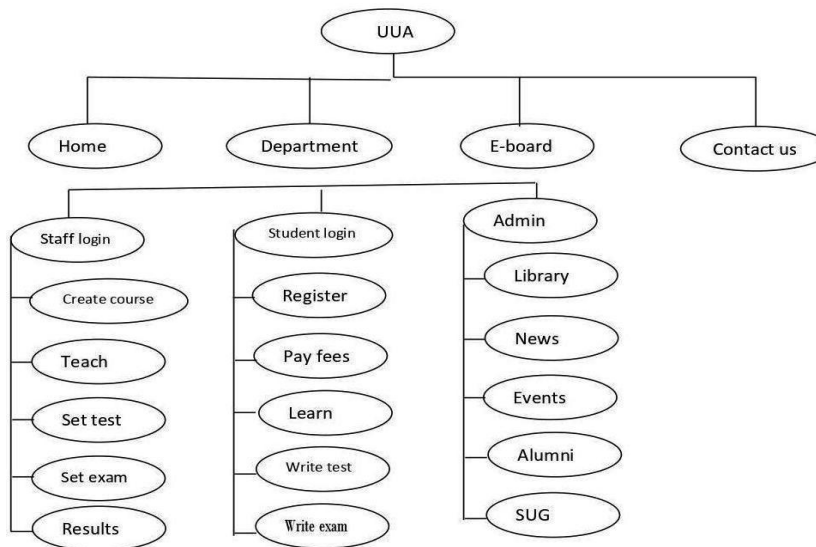 UUA
Home
Department
E-board
Contact us
Staff login
Create course
Teach
Set test
Set exam
Results
Student login
Register
Pay fees
Learn
Write test
Write exam
Admin
Library
News
Events
Alumni
SUG